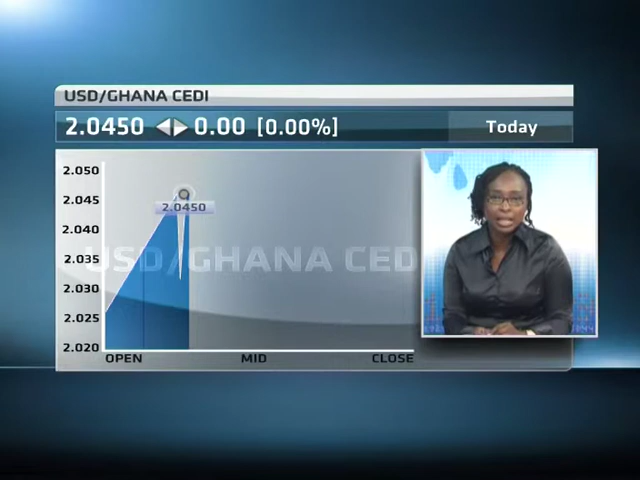 USD/GHANA CEDI
2.0450 0.00 [0.00%] Today
2.050
2.045
2.0450
2.040
2.035
USD/GHANA CEDI
2.030
2.025
2.020
OPEN MID CLOSE